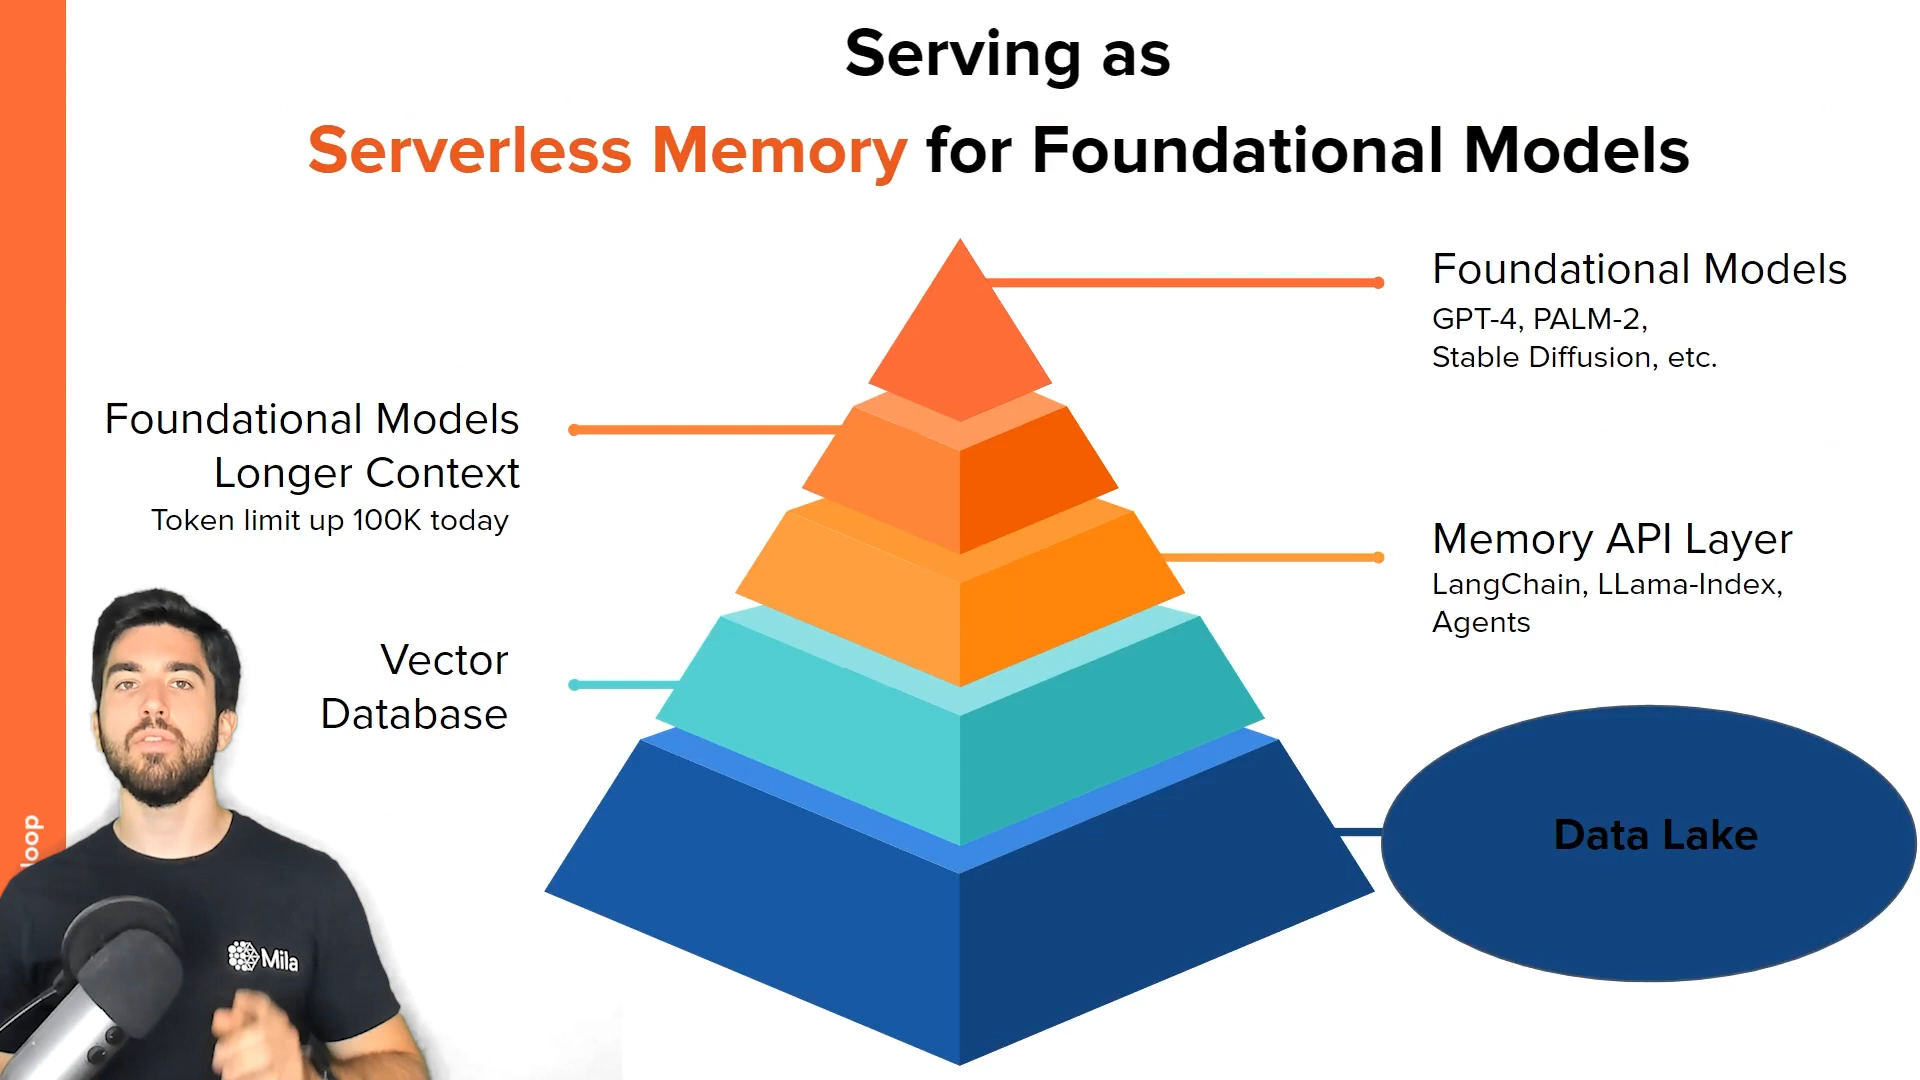 Serving as
Serverless Memory for Foundational Models
Foundational Models
GPT-4, PALM-2,
Stable Diffusion, etc.
Foundational Models
Longer Context
Token limit up 100K today
Memory API Layer
LangChain, LLama-Index,
Agents
Vector
Database
Data Lake
loop
Mila